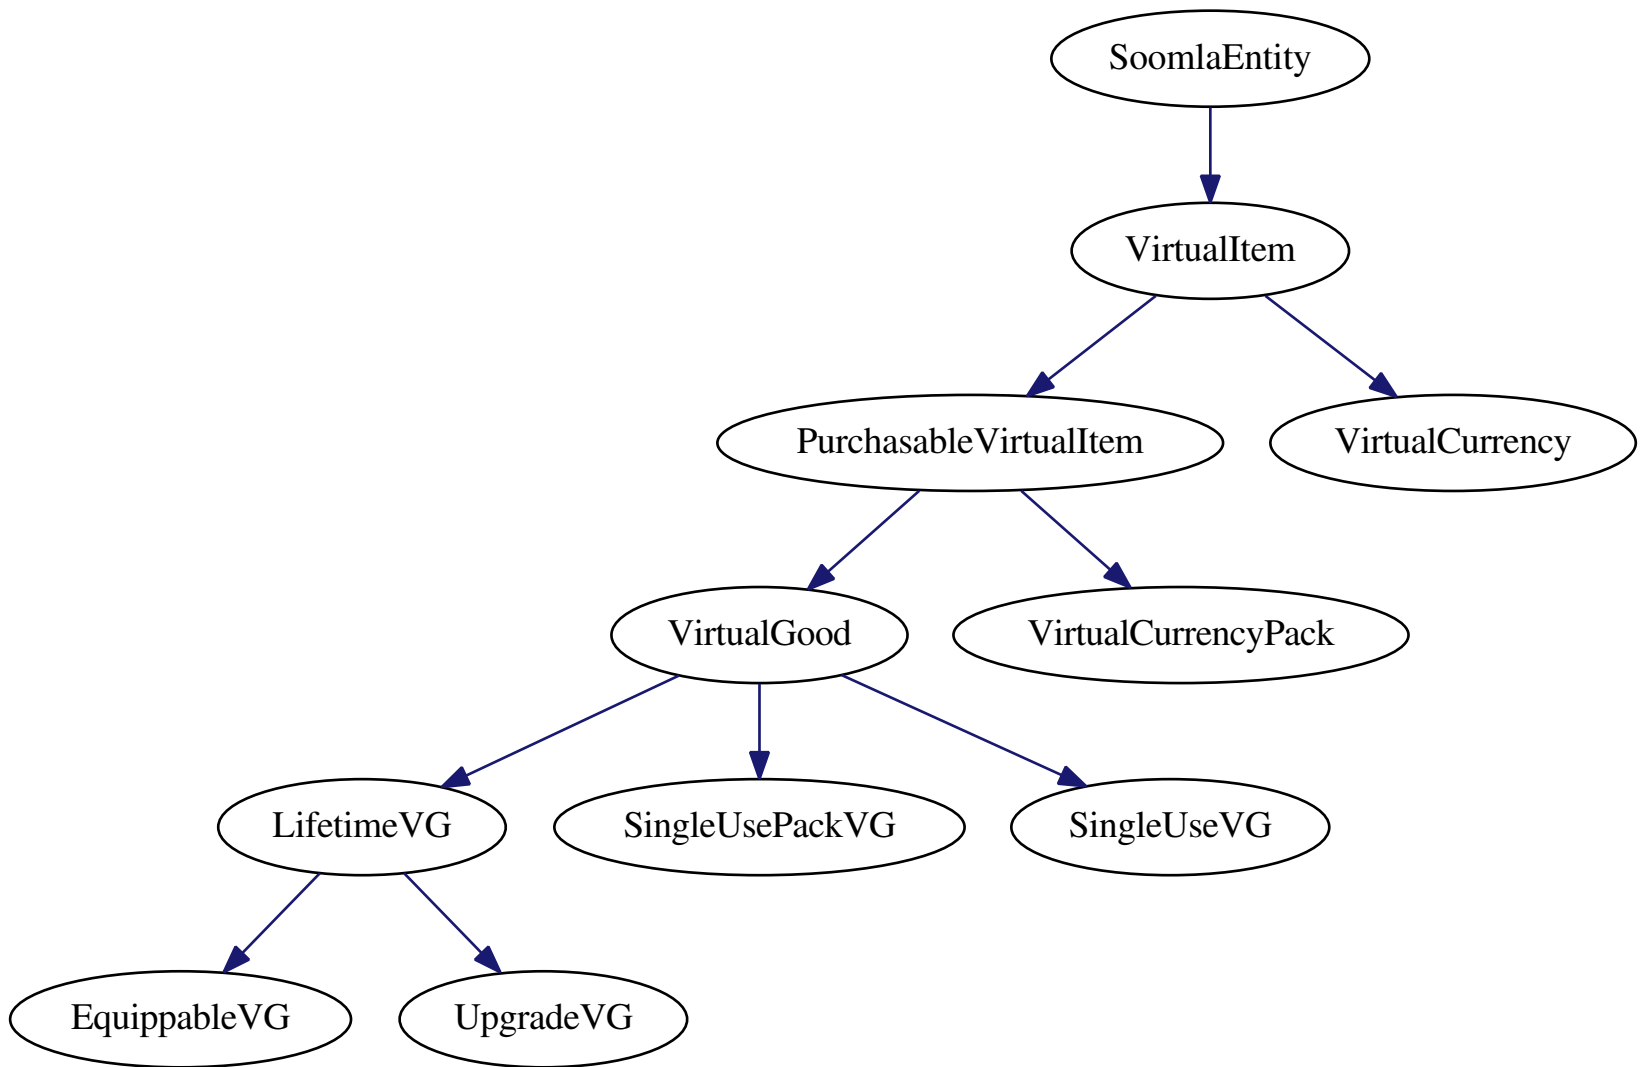 SoomlaEntity
VirtualItem
PurchasableVirtualItem
VirtualCurrency
VirtualGood
VirtualCurrencyPack
LifetimeVG
SingleUsePackVG
SingleUseVG
EquippableVG
UpgradeVG